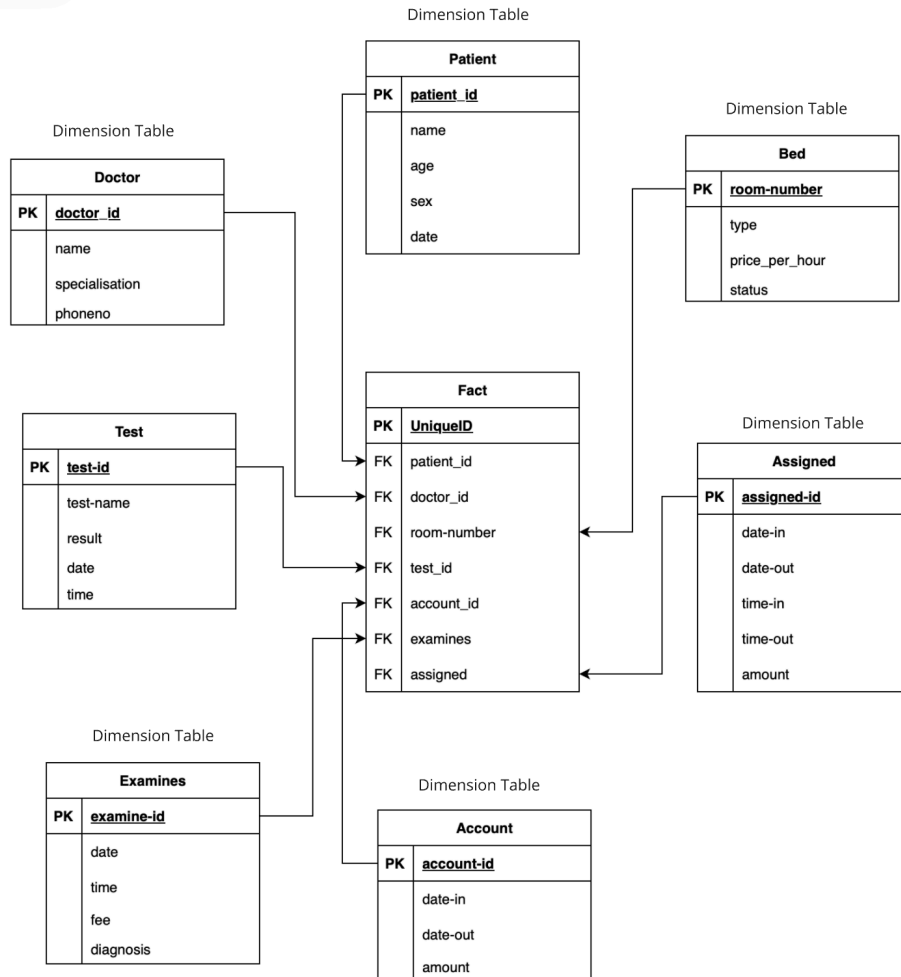 Dimension Table
Patient
PK patient_id
name
age
sex
date
Dimension Table
Doctor
PK doctor_id
name
specialisation
phoneno
Dimension Table
Bed
PK room-number
type
price_per_hour
status
Fact
PK UniqueID
FK patient_id
FK doctor_id
FK room-number
FK test_id
FK account_id
FK examines
FK assigned
Test
PK test-id
test-name
result
date
time
Dimension Table
Assigned
PK assigned-id
date-in
date-out
time-in
time-out
amount
Dimension Table
Examines
PK examine-id
date
time
fee
diagnosis
Dimension Table
Account
PK account-id
date-in
date-out
amount